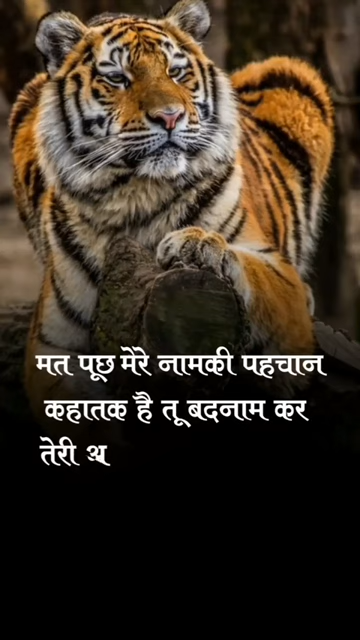 मत पूछ मेरे नामकी पहचान
कहातक है तू बदनाम कर
तेरी